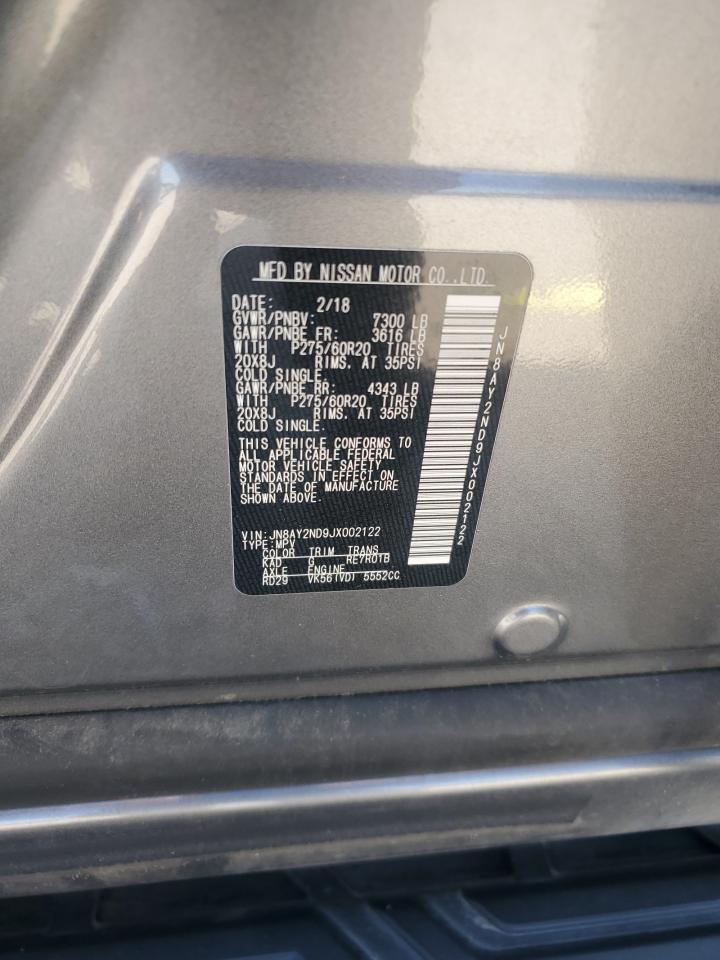 MFD BY NISSAN MOTOR CO.,LTD.
DATE: 2/18
GVWR/PNBV: 7300 LB
GAWR/PNBE FR: 3616 LB
WITH P275/60R20 TIRES
20X8J RIMS. AT 35PSI
COLD SINGLE.
GAWR/PNBE RR: 4343 LB
WITH P275/60R20 TIRES
20X8J RIMS. AT 35PSI
COLD SINGLE.
THIS VEHICLE CONFORMS TO
ALL APPLICABLE FEDERAL
MOTOR VEHICLE SAFETY
STANDARDS IN EFFECT ON
THE DATE OF MANUFACTURE
SHOWN ABOVE.
VIN:JN8AY2ND9JX002122
TYPE:MPV
COLOR TRIM TRANS
KAD G RE7R01B
AXLE ENGINE
RD29 VK56(VD) 5552CC
JN8AY2ND9JX002122